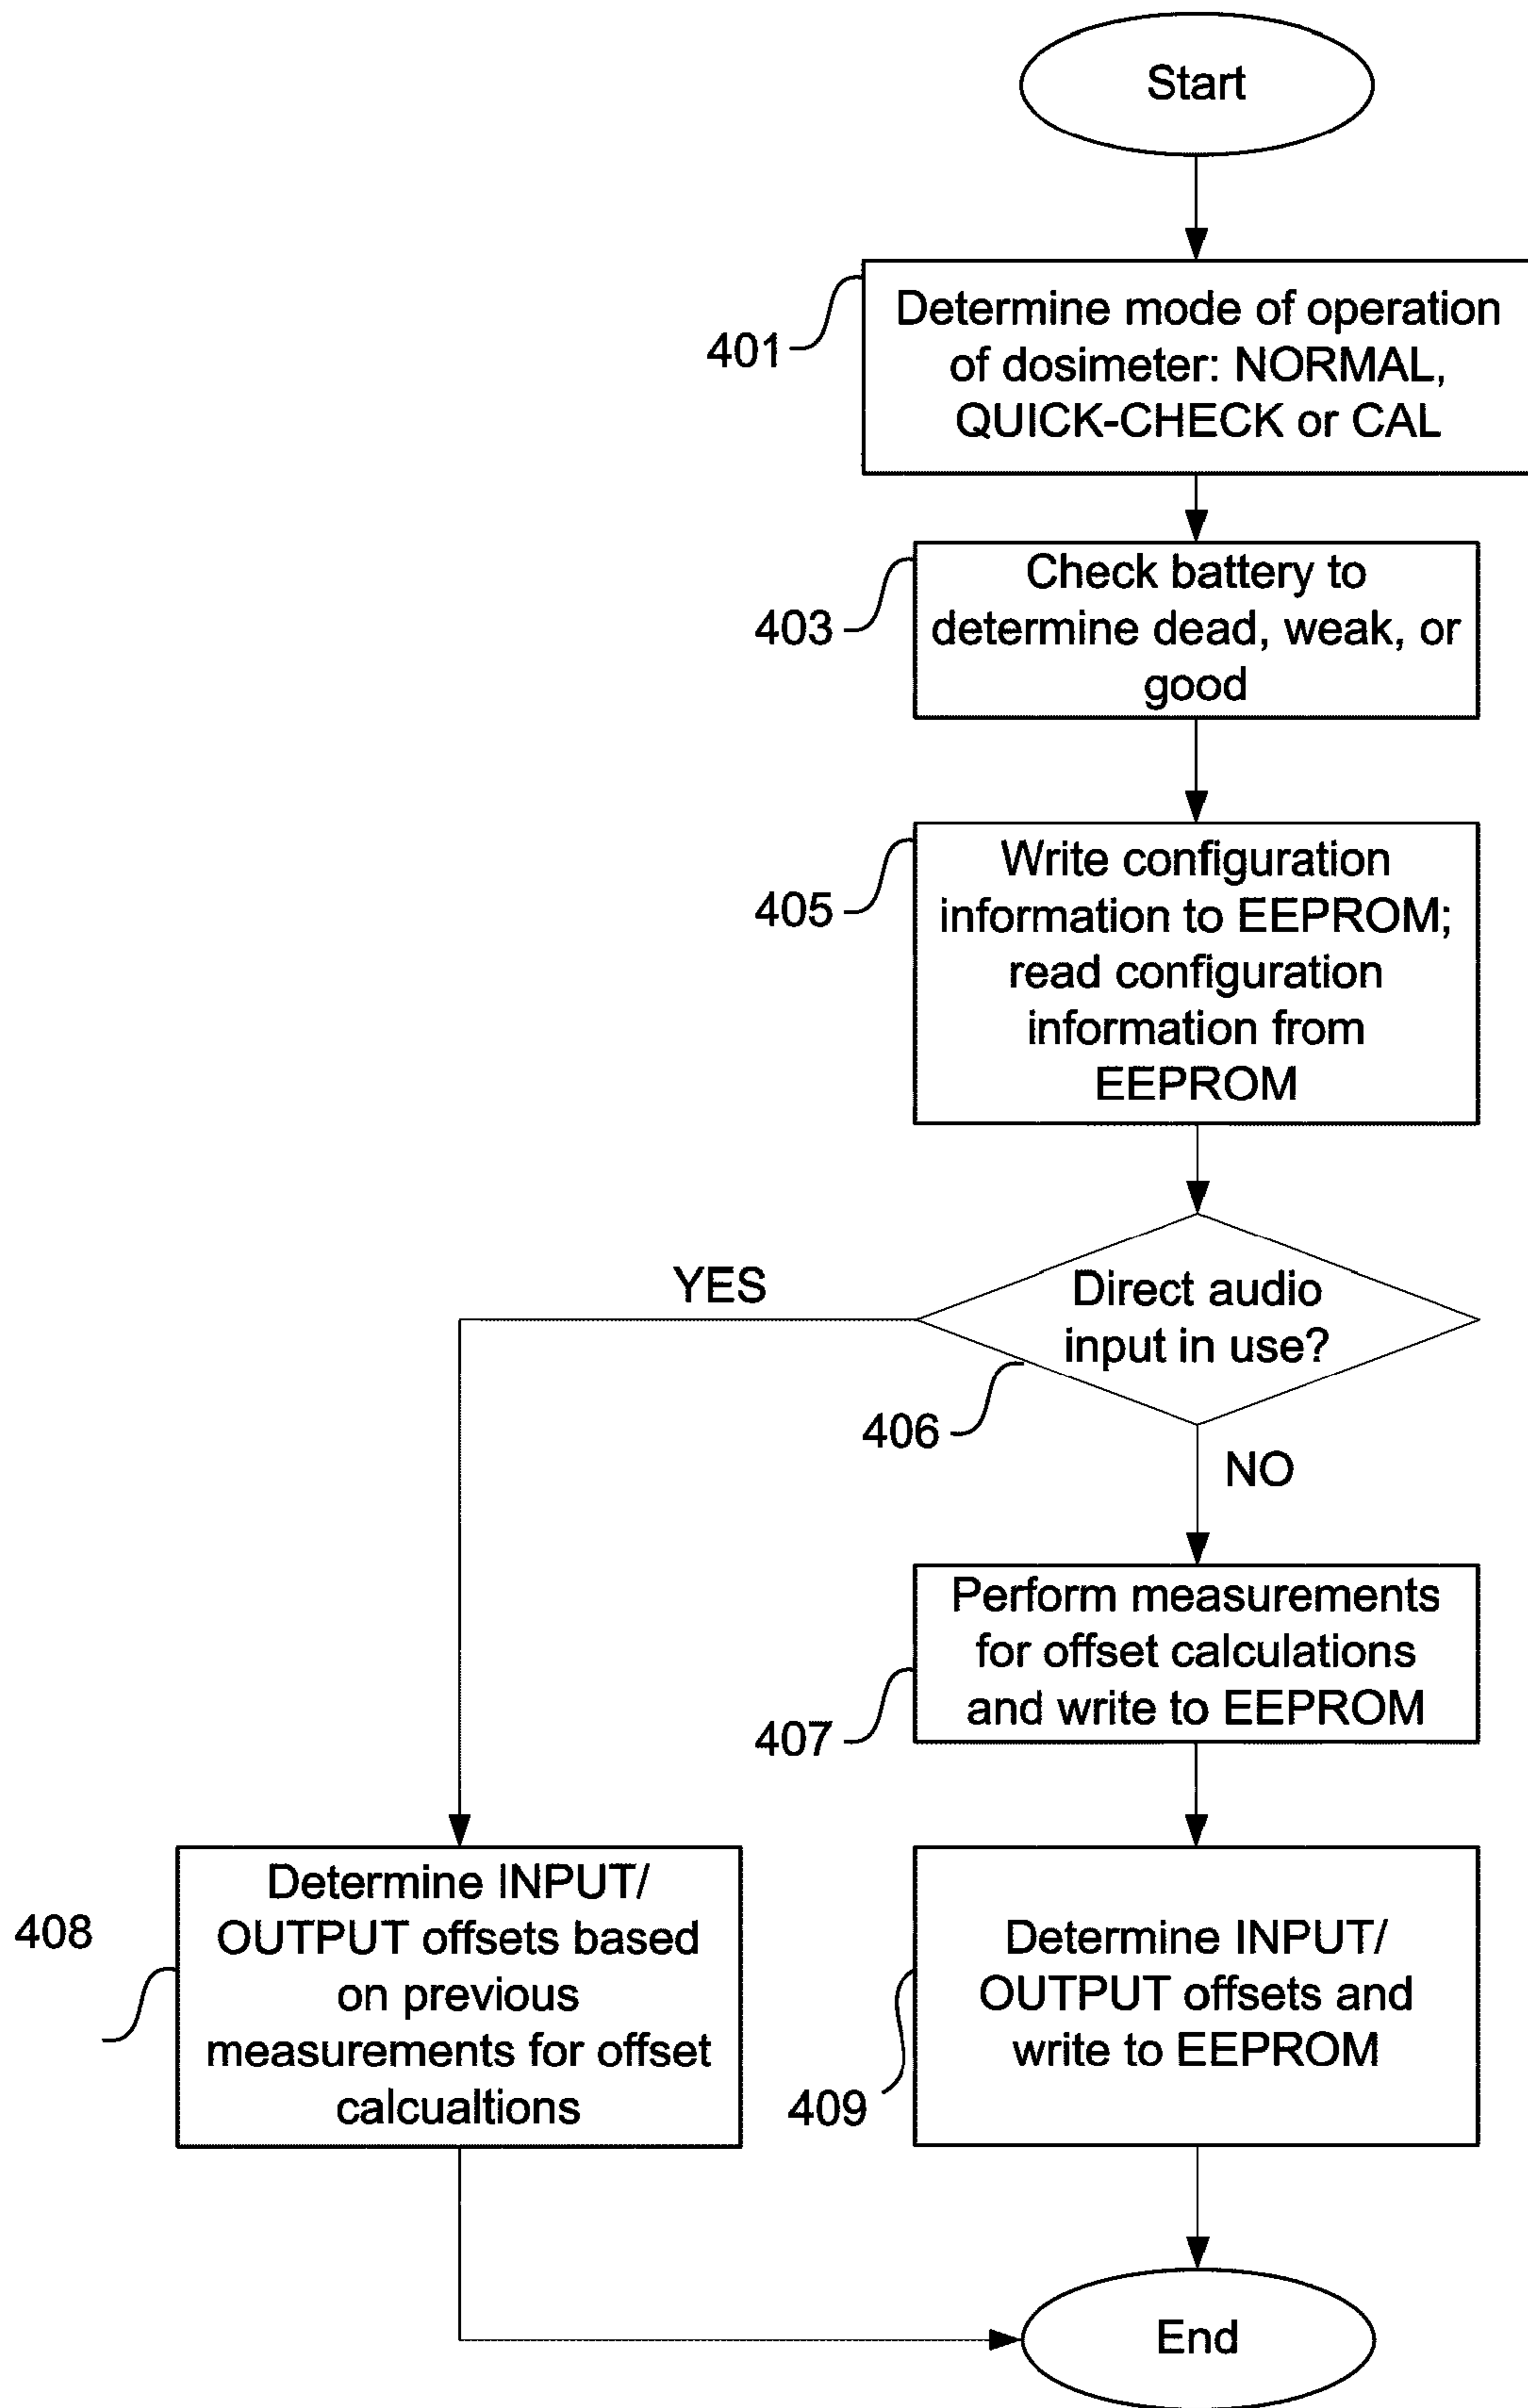 Start
401
Determine mode of operation
of dosimeter: NORMAL,
QUICK-CHECK or CAL
403
Check battery to
determine dead, weak, or
good
405
Write configuration
information to EEPROM;
read configuration
information from
EEPROM
YES
Direct audio
input in use?
406
NO
407
Perform measurements
for offset calculations
and write to EEPROM
408
Determine INPUT/
OUTPUT offsets based
on previous
measurements for offset
calcualtions
409
Determine INPUT/
OUTPUT offsets and
write to EEPROM
End